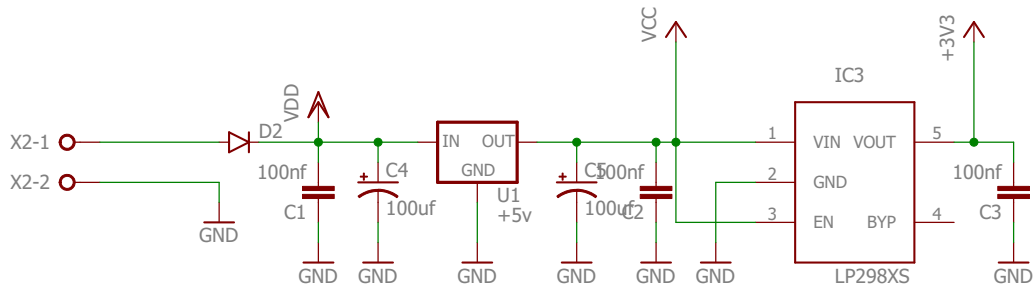 VCC
+3V3
IC3
VDD
X2-1
D2
IN OUT
GND
1
VIN VOUT
5
X2-2
100nf
C4
U1
+5v
C5
100nf
2
GND
100nf
C1
100uf
100uf
C2
3
EN BYP
4
C3
GND
GND
GND
GND
GND
GND
GND
LP298XS
GND